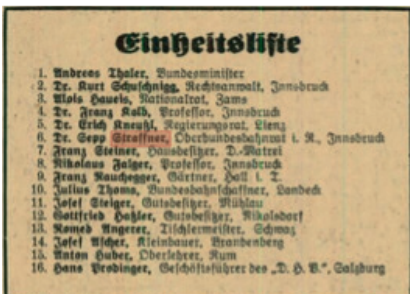 Einheitsliste
1. Andreas Thaler, Bundesminister
2. Dr. Kurt Schuschnigg, Rechtsanwalt, Innsbruck
3. Alois Haueis, Nationalrat, Zams
4. Dr. Franz Kolb, Professor, Innsbruck
5. Dr. Erich Kneußl, Regierungsrat, Lienz
6. Dr. Sepp Straffner, Oberbundesbahnrat i. R., Innsbruck
7. Franz Steiner, Hausbesitzer, D.-Matrei
8. Nikolaus Falger, Professor, Innsbruck
9. Franz Rauchegger, Gärtner, Hall i. T.
10. Julius Thoms, Bundesbahnschaffner, Landeck
11. Josef Steiger, Gutsbesitzer, Mühlau
12. Gottfried Haßler, Gutsbesitzer, Nikolsdorf
13. Romed Angerer, Tischlermeister, Schwaz
14. Josef Ascher, Kleinbauer, Brandenberg
15. Anton Huber, Oberlehrer, Rum
16. Hans Prodinger, Geschäftsführer des „D. H. V.", Salzburg